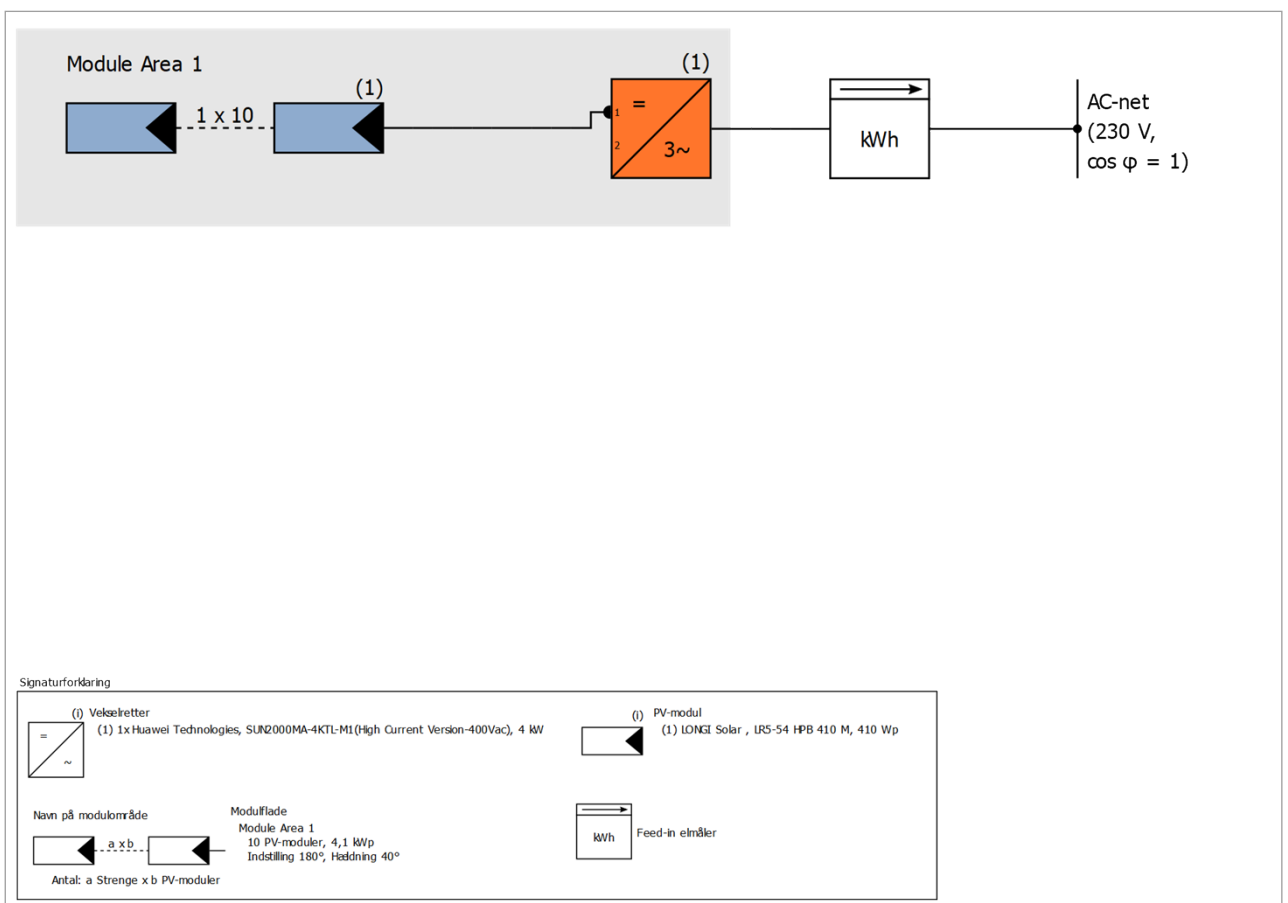 Module Area 1
(1)
(1)
1 x 10
1
=
2
3~
kWh
AC-net
(230 V,
cos φ = 1)
Signaturforklaring
(i) Vekselretter
(1) 1x Huawei Technologies, SUN2000MA-4KTL-M1(High Current Version-400Vac), 4 kW
=
~
(i) PV-modul
(1) LONGI Solar , LR5-54 HPB 410 M, 410 Wp
Navn på modulområde
a x b
Antal: a Strenge x b PV-moduler
Modulflade
Module Area 1
10 PV-moduler, 4,1 kWp
Indstilling 180°, Hældning 40°
kWh
Feed-in elmåler